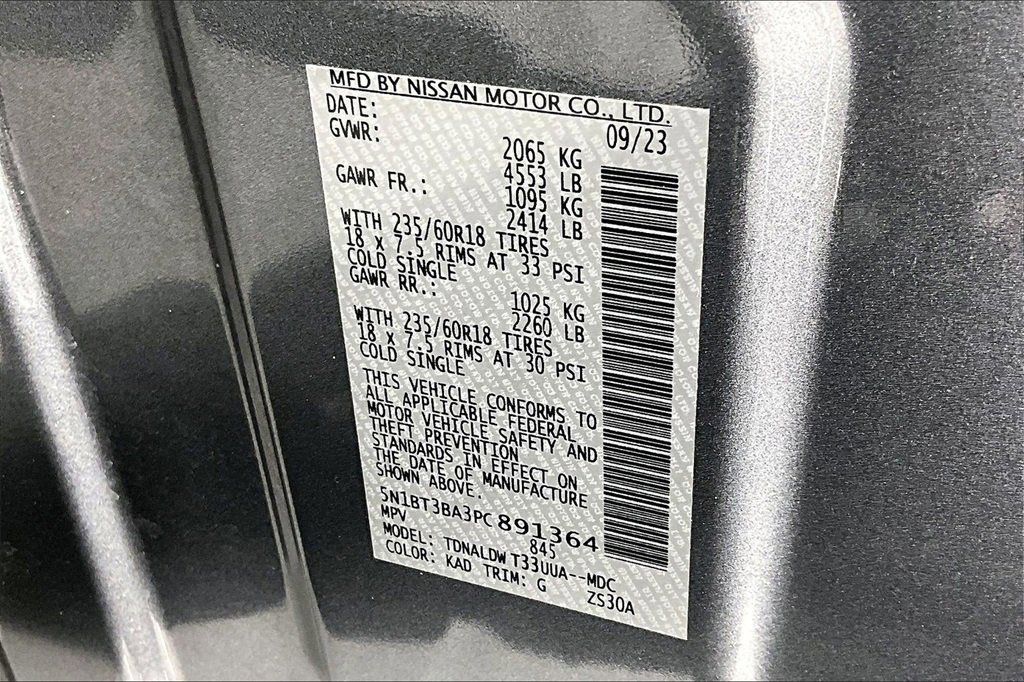 MFD BY NISSAN MOTOR CO., LTD.
DATE: 09/23
GVWR: 2065 KG
4553 LB
GAWR FR.: 1095 KG
2414 LB
WITH 235/60R18 TIRES
18 x 7.5 RIMS AT 33 PSI
COLD SINGLE
GAWR RR.: 1025 KG
2260 LB
WITH 235/60R18 TIRES
18 x 7.5 RIMS AT 30 PSI
COLD SINGLE
THIS VEHICLE CONFORMS TO
ALL APPLICABLE FEDERAL
MOTOR VEHICLE SAFETY AND
THEFT PREVENTION
STANDARDS IN EFFECT ON
THE DATE OF MANUFACTURE
SHOWN ABOVE.
5N1BT3BA3PC891364
MPV 845
MODEL: TDNALDW T33UUA--MDC
COLOR: KAD TRIM: G ZS30A